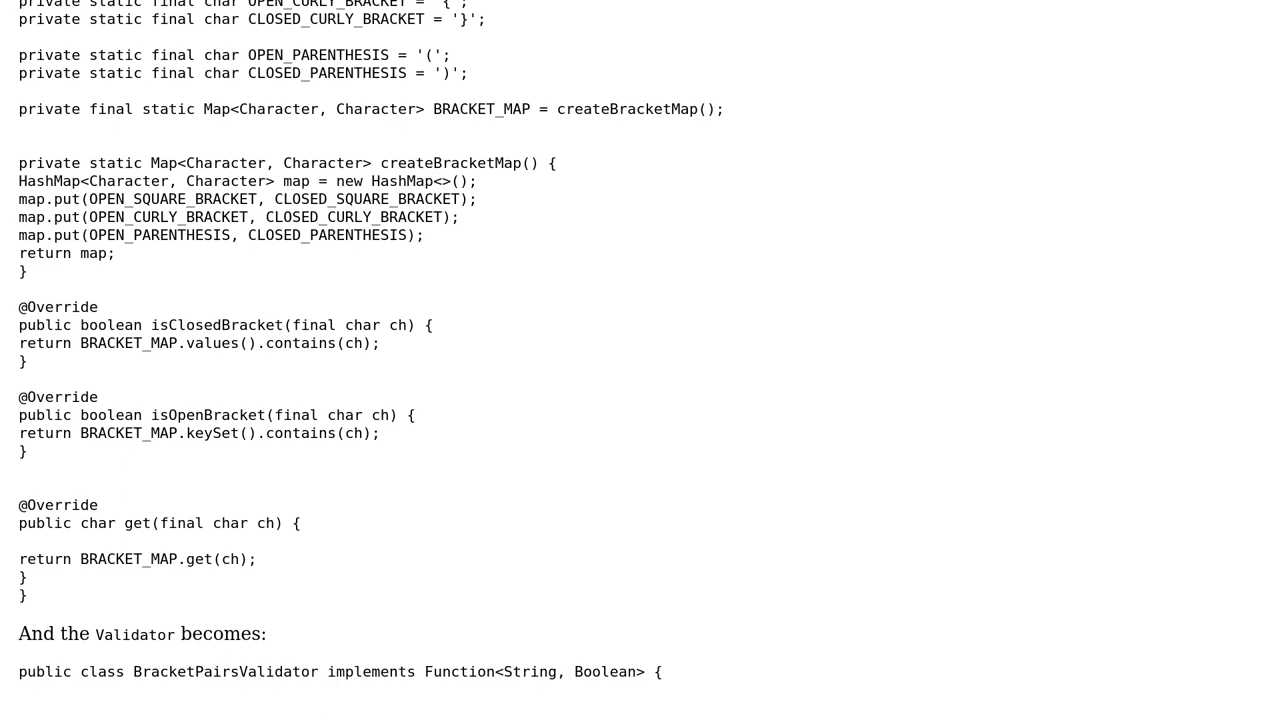 private static final char OPEN_CURLY_BRACKET = '{';
private static final char CLOSED_CURLY_BRACKET = '}';
private static final char OPEN_PARENTHESIS = '(';
private static final char CLOSED_PARENTHESIS = ')';
private final static Map<Character, Character> BRACKET_MAP = createBracketMap();
private static Map<Character, Character> createBracketMap() {
HashMap<Character, Character> map = new HashMap<>();
map.put(OPEN_SQUARE_BRACKET, CLOSED_SQUARE_BRACKET);
map.put(OPEN_CURLY_BRACKET, CLOSED_CURLY_BRACKET);
map.put(OPEN_PARENTHESIS, CLOSED_PARENTHESIS);
return map;
}
@Override
public boolean isClosedBracket(final char ch) {
return BRACKET_MAP.values().contains(ch);
}
@Override
public boolean isOpenBracket(final char ch) {
return BRACKET_MAP.keySet().contains(ch);
}
@Override
public char get(final char ch) {
return BRACKET_MAP.get(ch);
}
}
And the Validator becomes:
public class BracketPairsValidator implements Function<String, Boolean> {